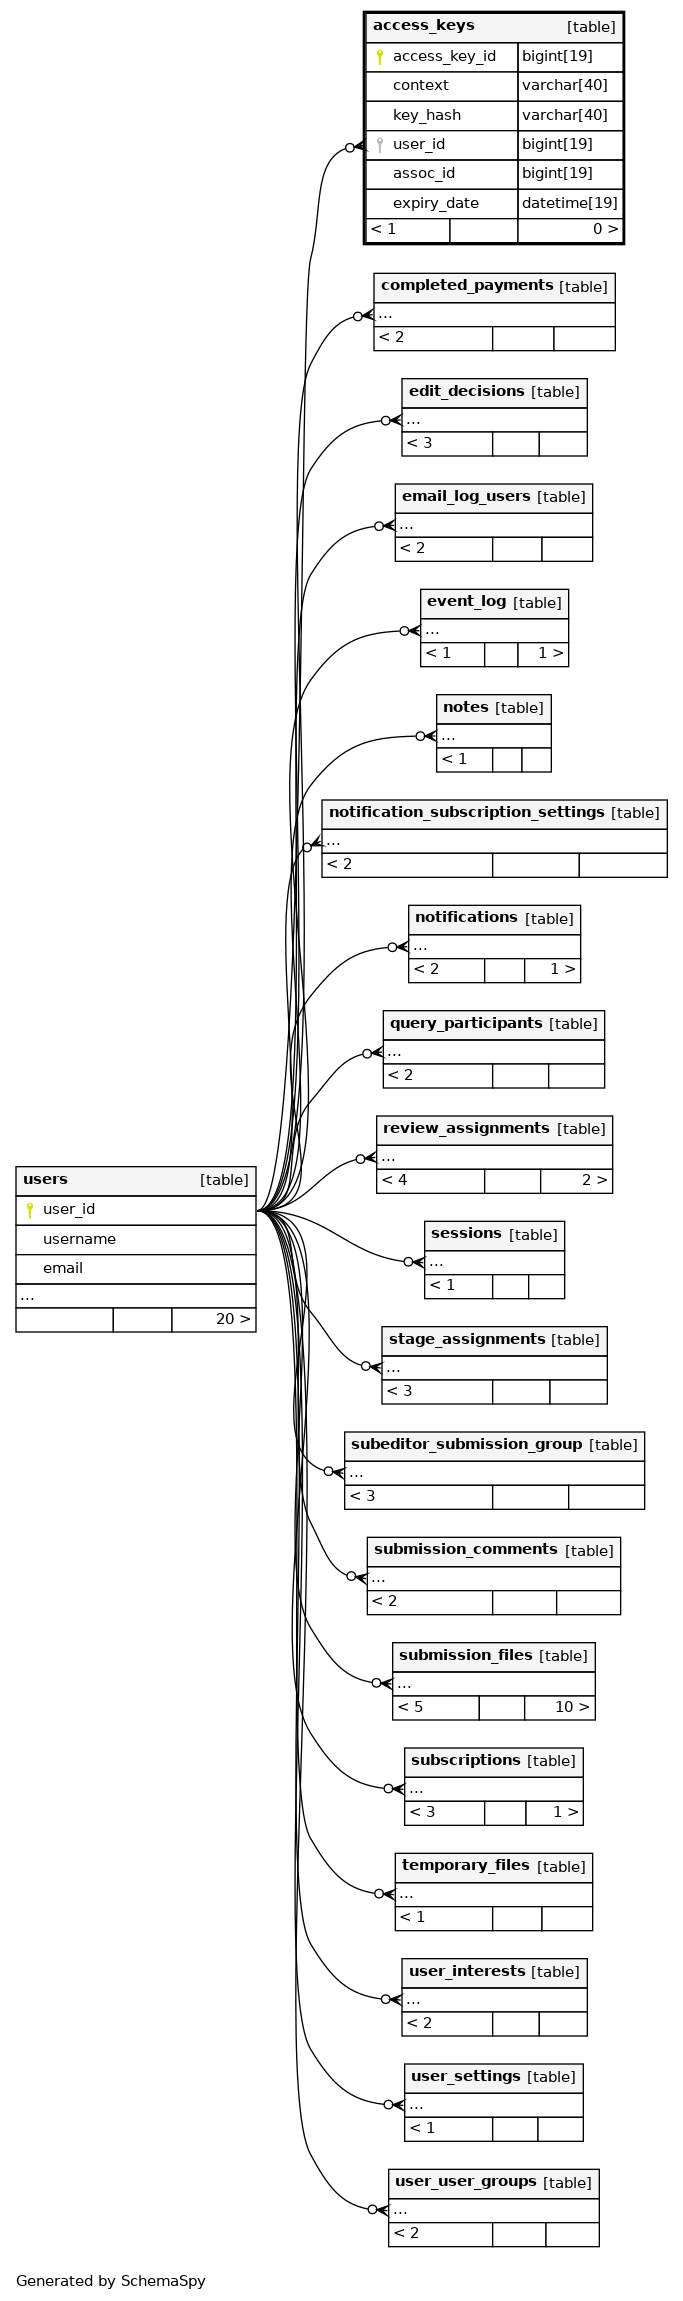 access_keys [table]
access_key_id bigint[19]
context varchar[40]
key_hash varchar[40]
user_id bigint[19]
assoc_id bigint[19]
expiry_date datetime[19]
< 1 0 >
completed_payments [table]
...
< 2
edit_decisions [table]
...
< 3
email_log_users [table]
...
< 2
event_log [table]
...
< 1 1 >
notes [table]
...
< 1
notification_subscription_settings [table]
...
< 2
notifications [table]
...
< 2 1 >
query_participants [table]
...
< 2
review_assignments [table]
...
< 4 2 >
users [table]
user_id
username
email
...
20 >
sessions [table]
...
< 1
stage_assignments [table]
...
< 3
subeditor_submission_group [table]
...
< 3
submission_comments [table]
...
< 2
submission_files [table]
...
< 5 10 >
subscriptions [table]
...
< 3 1 >
temporary_files [table]
...
< 1
user_interests [table]
...
< 2
user_settings [table]
...
< 1
user_user_groups [table]
...
< 2
Generated by SchemaSpy